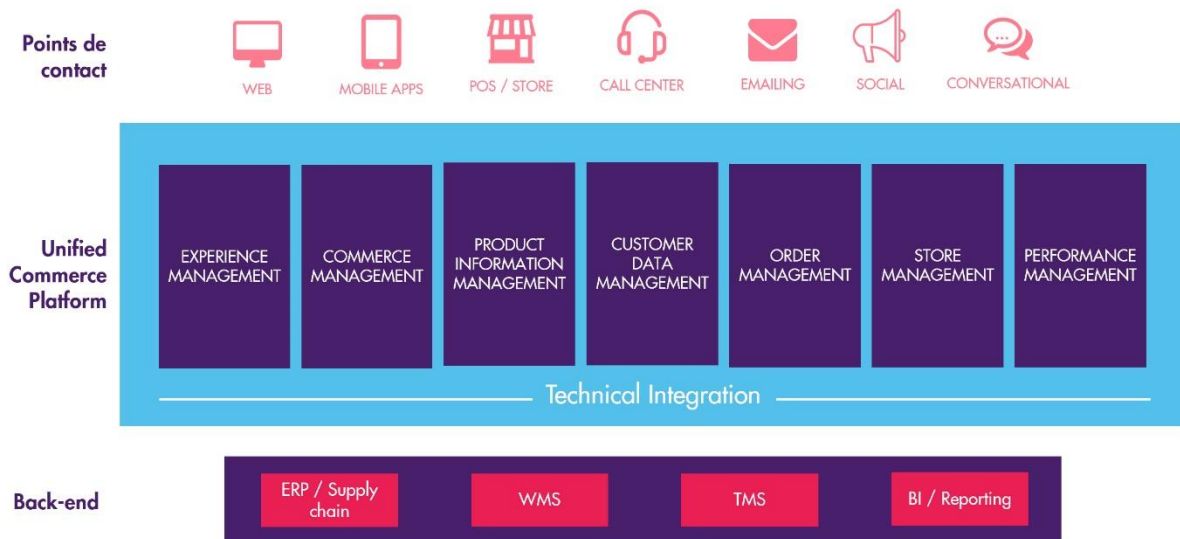 Points de
contact
WEB
MOBILE APPS
POS / STORE
CALL CENTER
EMAILING
SOCIAL
CONVERSATIONAL
Unified
Commerce
Platform
EXPERIENCE
MANAGEMENT
COMMERCE
MANAGEMENT
PRODUCT
INFORMATION
MANAGEMENT
CUSTOMER
DATA
MANAGEMENT
ORDER
MANAGEMENT
STORE
MANAGEMENT
PERFORMANCE
MANAGEMENT
Technical Integration
Back-end
ERP / Supply
chain
WMS
TMS
BI / Reporting